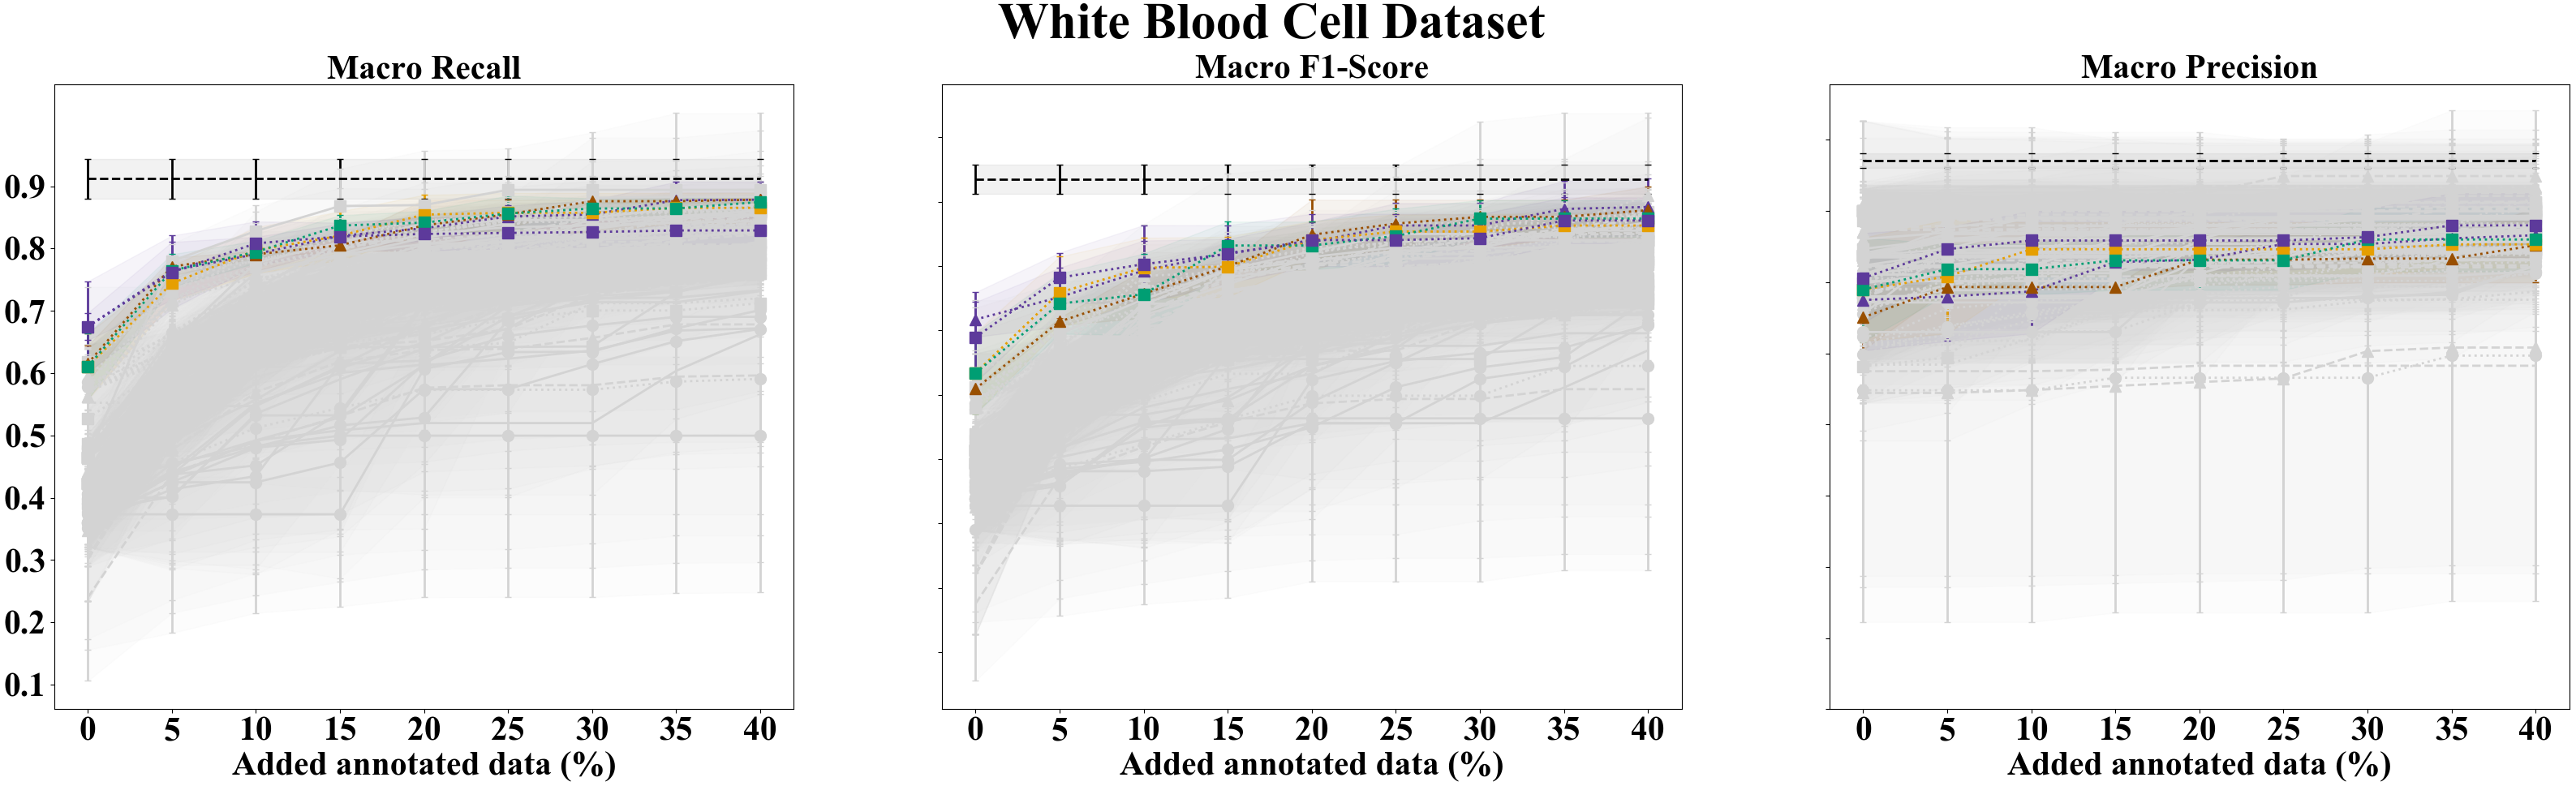 White Blood Cell Dataset
Macro Recall
0.9
0.8
0.7
0.6
0.5
0.4
0.3
0.2
0.1
0 5 10 15 20 25 30 35 40
Added annotated data (%)
Macro F1-Score
0 5 10 15 20 25 30 35 40
Added annotated data (%)
Macro Precision
0 5 10 15 20 25 30 35 40
Added annotated data (%)